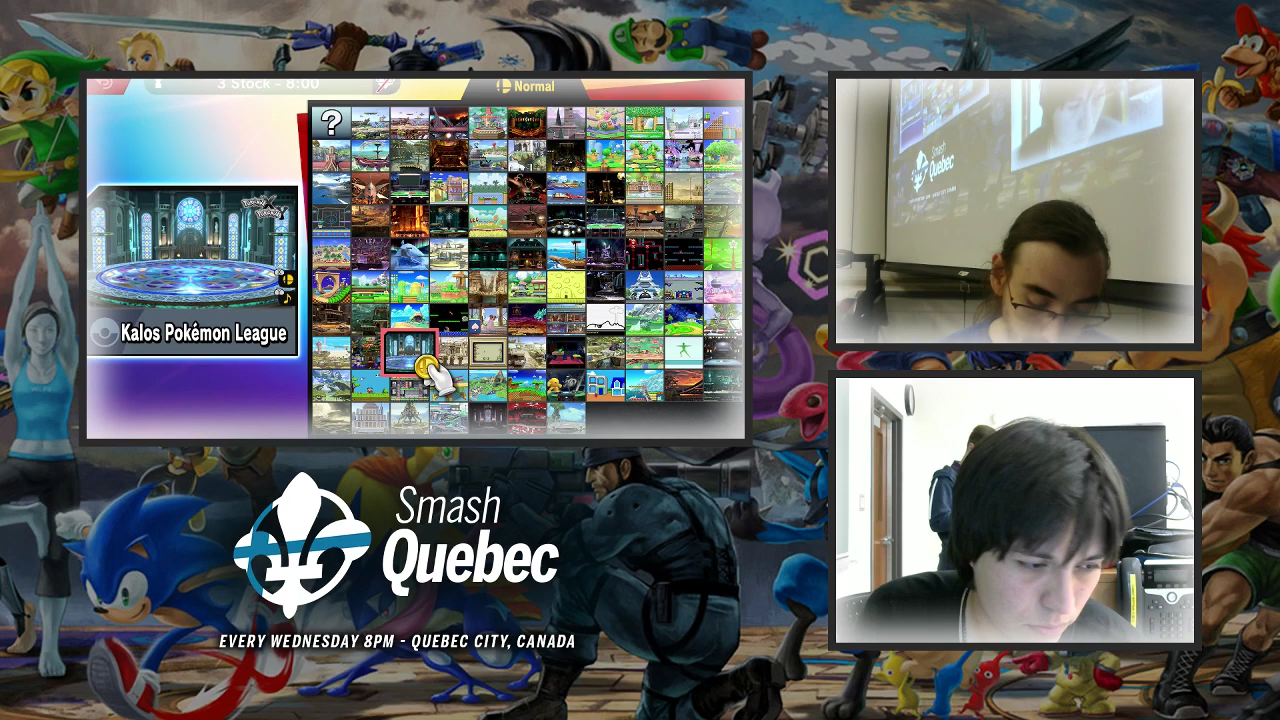 3 Stock - 8:00
Normal
?
Kalos Pokémon League
Smash
Quebec
Smash
Quebec
EVERY WEDNESDAY 8PM - QUEBEC CITY, CANADA